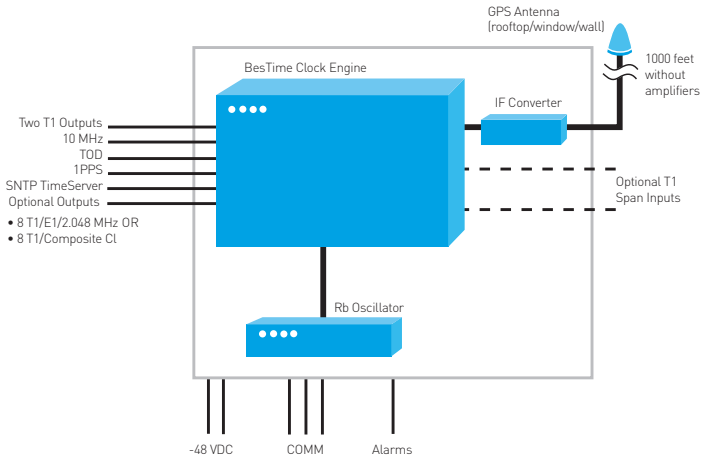 GPS Antenna
(rooftop/window/wall)
BesTime Clock Engine
1000 feet
without
amplifiers
IF Converter
Two T1 Outputs
10 MHz
TOD
1PPS
SNTP TimeServer
Optional Outputs
• 8 T1/E1/2.048 MHz OR
• 8 T1/Composite Cl
Optional T1
Span Inputs
Rb Oscillator
-48 VDC
COMM
Alarms